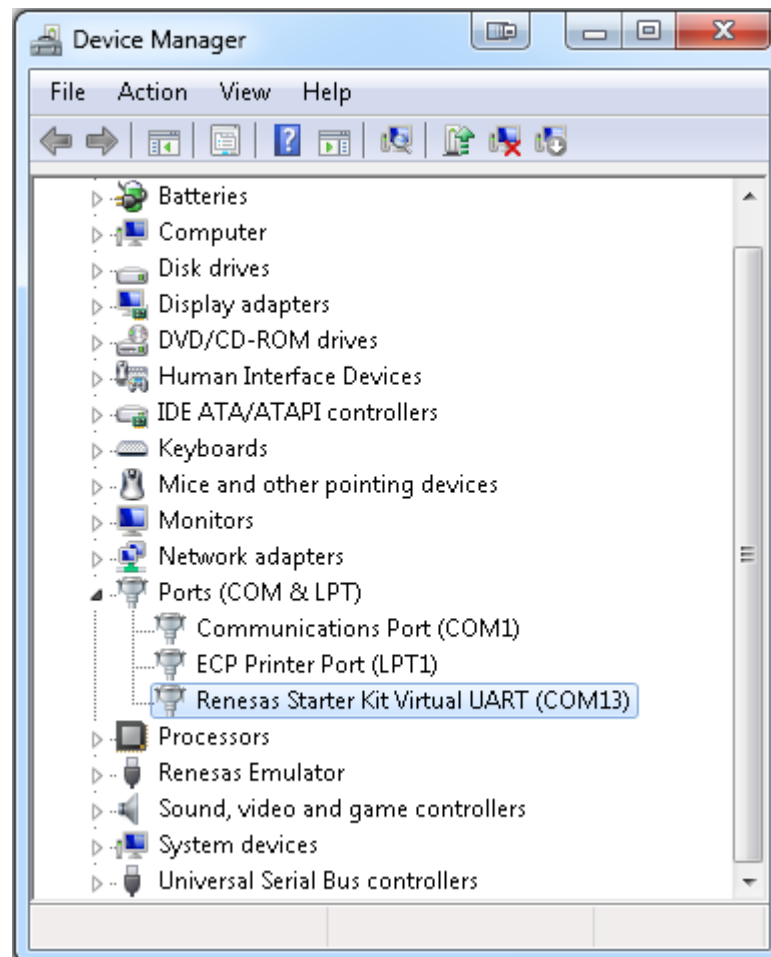 Device Manager
File Action View Help
Batteries
Computer
Disk drives
Display adapters
DVD/CD-ROM drives
Human Interface Devices
IDE ATA/ATAPI controllers
Keyboards
Mice and other pointing devices
Monitors
Network adapters
Ports (COM & LPT)
Communications Port (COM1)
ECP Printer Port (LPT1)
Renesas Starter Kit Virtual UART (COM13)
Processors
Renesas Emulator
Sound, video and game controllers
System devices
Universal Serial Bus controllers